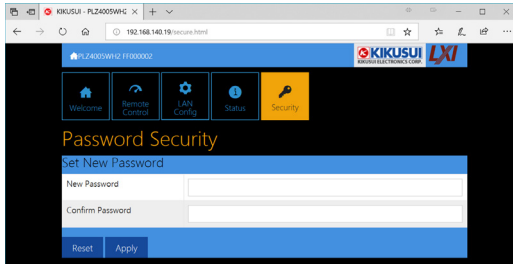 KIKUSUI - PLZ4005WH2
192.168.140.19/secure.html
PLZ4005WH2 FF000002
KIKUSUI
KIKUSUI ELECTRONICS CORP.
LXI
Welcome
Remote Control
LAN Config
Status
Security
Password Security
Set New Password
New Password
Confirm Password
Reset Apply